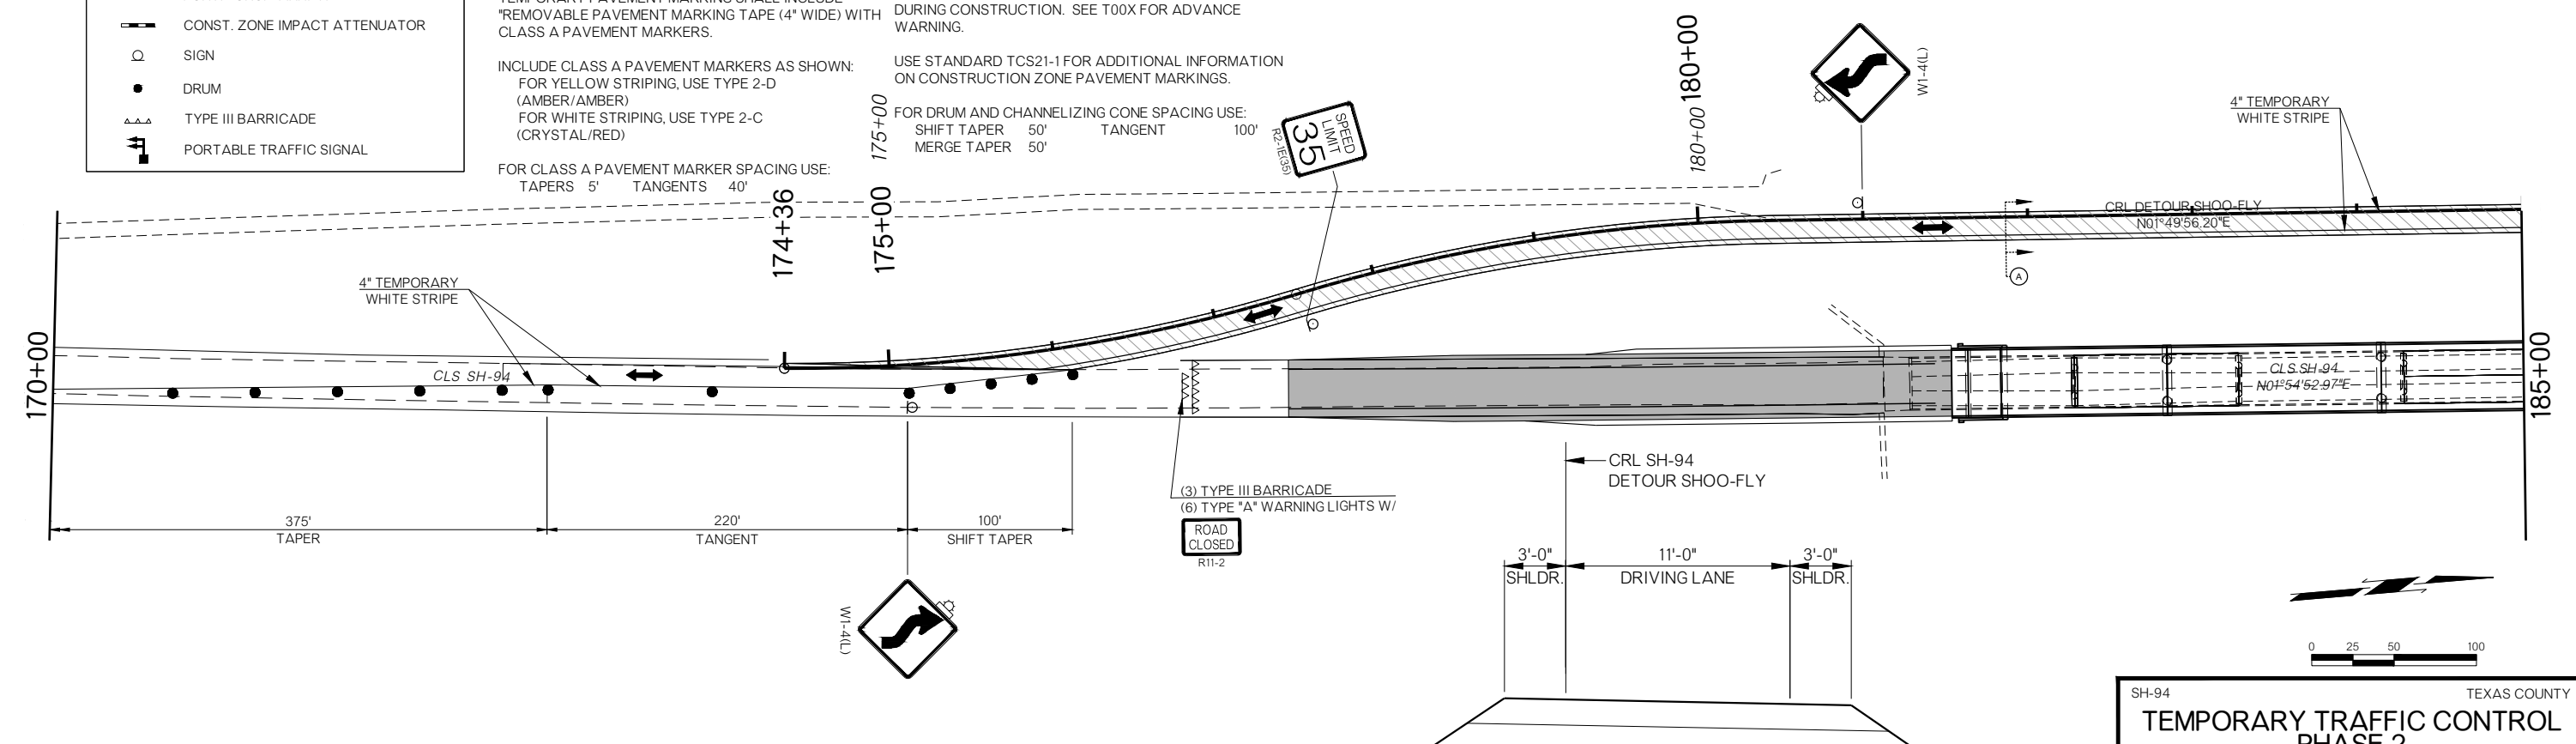 CONST. ZONE IMPACT ATTENUATOR
SIGN
DRUM
TYPE III BARRICADE
PORTABLE TRAFFIC SIGNAL
TEMPORARY PAVEMENT MARKING SHALL INCLUDE
"REMOVABLE PAVEMENT MARKING TAPE (4" WIDE) WITH
CLASS A PAVEMENT MARKERS.
INCLUDE CLASS A PAVEMENT MARKERS AS SHOWN:
FOR YELLOW STRIPING, USE TYPE 2-D
(AMBER/AMBER)
FOR WHITE STRIPING, USE TYPE 2-C
(CRYSTAL/RED)
FOR CLASS A PAVEMENT MARKER SPACING USE:
TAPERS 5' TANGENTS 40'
DURING CONSTRUCTION. SEE T00X FOR ADVANCE
WARNING.
USE STANDARD TCS21-1 FOR ADDITIONAL INFORMATION
ON CONSTRUCTION ZONE PAVEMENT MARKINGS.
FOR DRUM AND CHANNELIZING CONE SPACING USE:
SHIFT TAPER 50' TANGENT 100'
MERGE TAPER 50'
175+00
174+36
175+00
SPEED
LIMIT
35
R2-1E(35)
180+00
180+00
W1-4(L)
4" TEMPORARY
WHITE STRIPE
CRL DETOUR SHOO-FLY
N01°49'56.20"E
A
4" TEMPORARY
WHITE STRIPE
170+00
CLS SH-94
CLS SH-94
N01°54'52.97"E
185+00
375'
TAPER
220'
TANGENT
100'
SHIFT TAPER
(3) TYPE III BARRICADE
(6) TYPE "A" WARNING LIGHTS W/
ROAD
CLOSED
R11-2
W1-4(L)
CRL SH-94
DETOUR SHOO-FLY
3'-0"
SHLDR.
11'-0"
DRIVING LANE
3'-0"
SHLDR.
0 25 50 100
SH-94 TEXAS COUNTY
TEMPORARY TRAFFIC CONTROL
PHASE 2